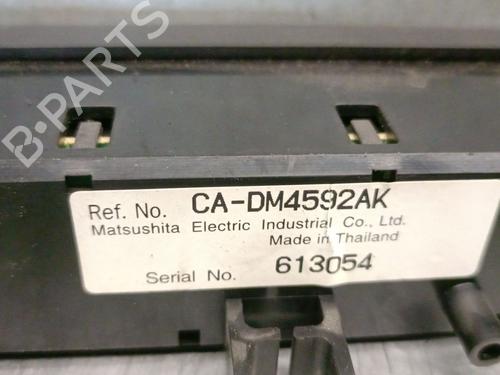 B-PARTS
Ref. No. CA-DM4592AK
Matsushita Electric Industrial Co., Ltd.
Made in Thailand
Serial No. 613054